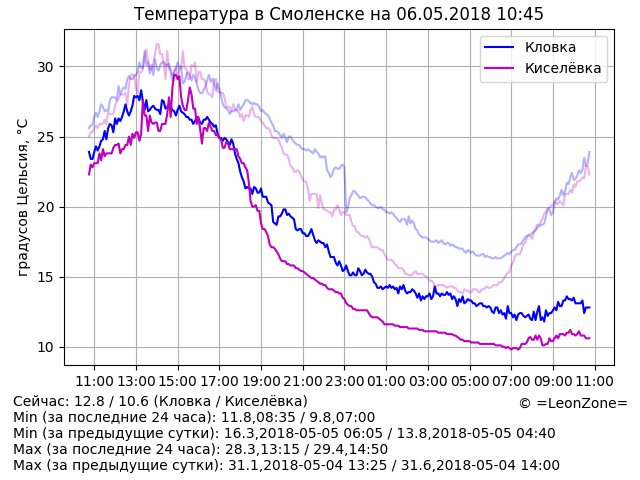 Температура в Смоленске на 06.05.2018 10:45
Кловка
Киселёвка
градусов Цельсия, °C
30
25
20
15
10
11:00 13:00 15:00 17:00 19:00 21:00 23:00 01:00 03:00 05:00 07:00 09:00 11:00
Сейчас: 12.8 / 10.6 (Кловка / Киселёвка)
© =LeonZone=
Min (за последние 24 часа): 11.8,08:35 / 9.8,07:00
Min (за предыдущие сутки): 16.3,2018-05-05 06:05 / 13.8,2018-05-05 04:40
Max (за последние 24 часа): 28.3,13:15 / 29.4,14:50
Max (за предыдущие сутки): 31.1,2018-05-04 13:25 / 31.6,2018-05-04 14:00